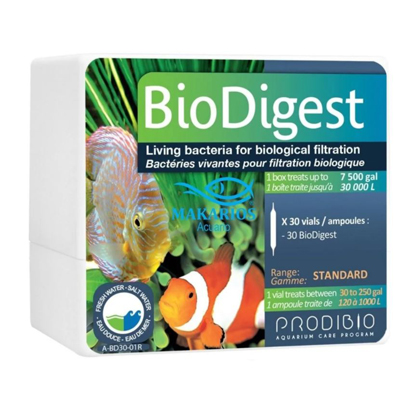 BioDigest
Living bacteria for biological filtration
Bactéries vivantes pour filtration biologique
1 box treats up to 7 500 gal
1 boîte traite jusqu'à 30 000 L
MAKARIOS
Acuario
X 30 vials / ampoules :
- 30 BioDigest
Range:
Gamme: STANDARD
1 vial treats between 30 to 250 gal
1 ampoule traite de 120 à 1000 L
FRESH WATER - SALT WATER
EAU DOUCE - EAU DE MER
A-BD30-01R
PRODIBIO
AQUARIUM CARE PROGRAM